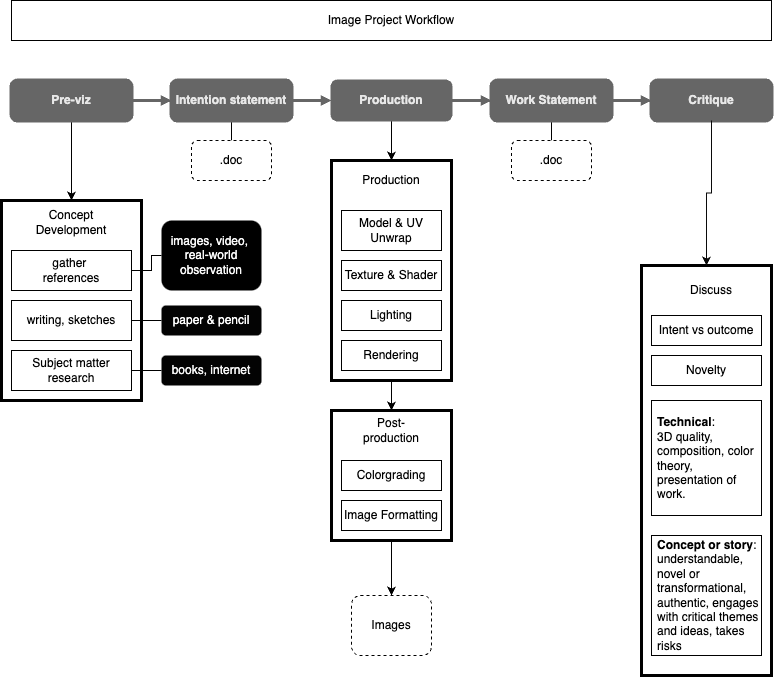 Image Project Workflow
Pre-viz
Intention statement
Production
Work Statement
Critique
.doc
.doc
Concept
Development
gather
references
images, video,
real-world
observation
writing, sketches
paper & pencil
Subject matter
research
books, internet
Production
Model & UV
Unwrap
Texture & Shader
Lighting
Rendering
Post-
production
Colorgrading
Image Formatting
Images
Discuss
Intent vs outcome
Novelty
Technical:
3D quality,
composition, color
theory,
presentation of
work.
Concept or story:
understandable,
novel or
transformational,
authentic, engages
with critical themes
and ideas, takes
risks